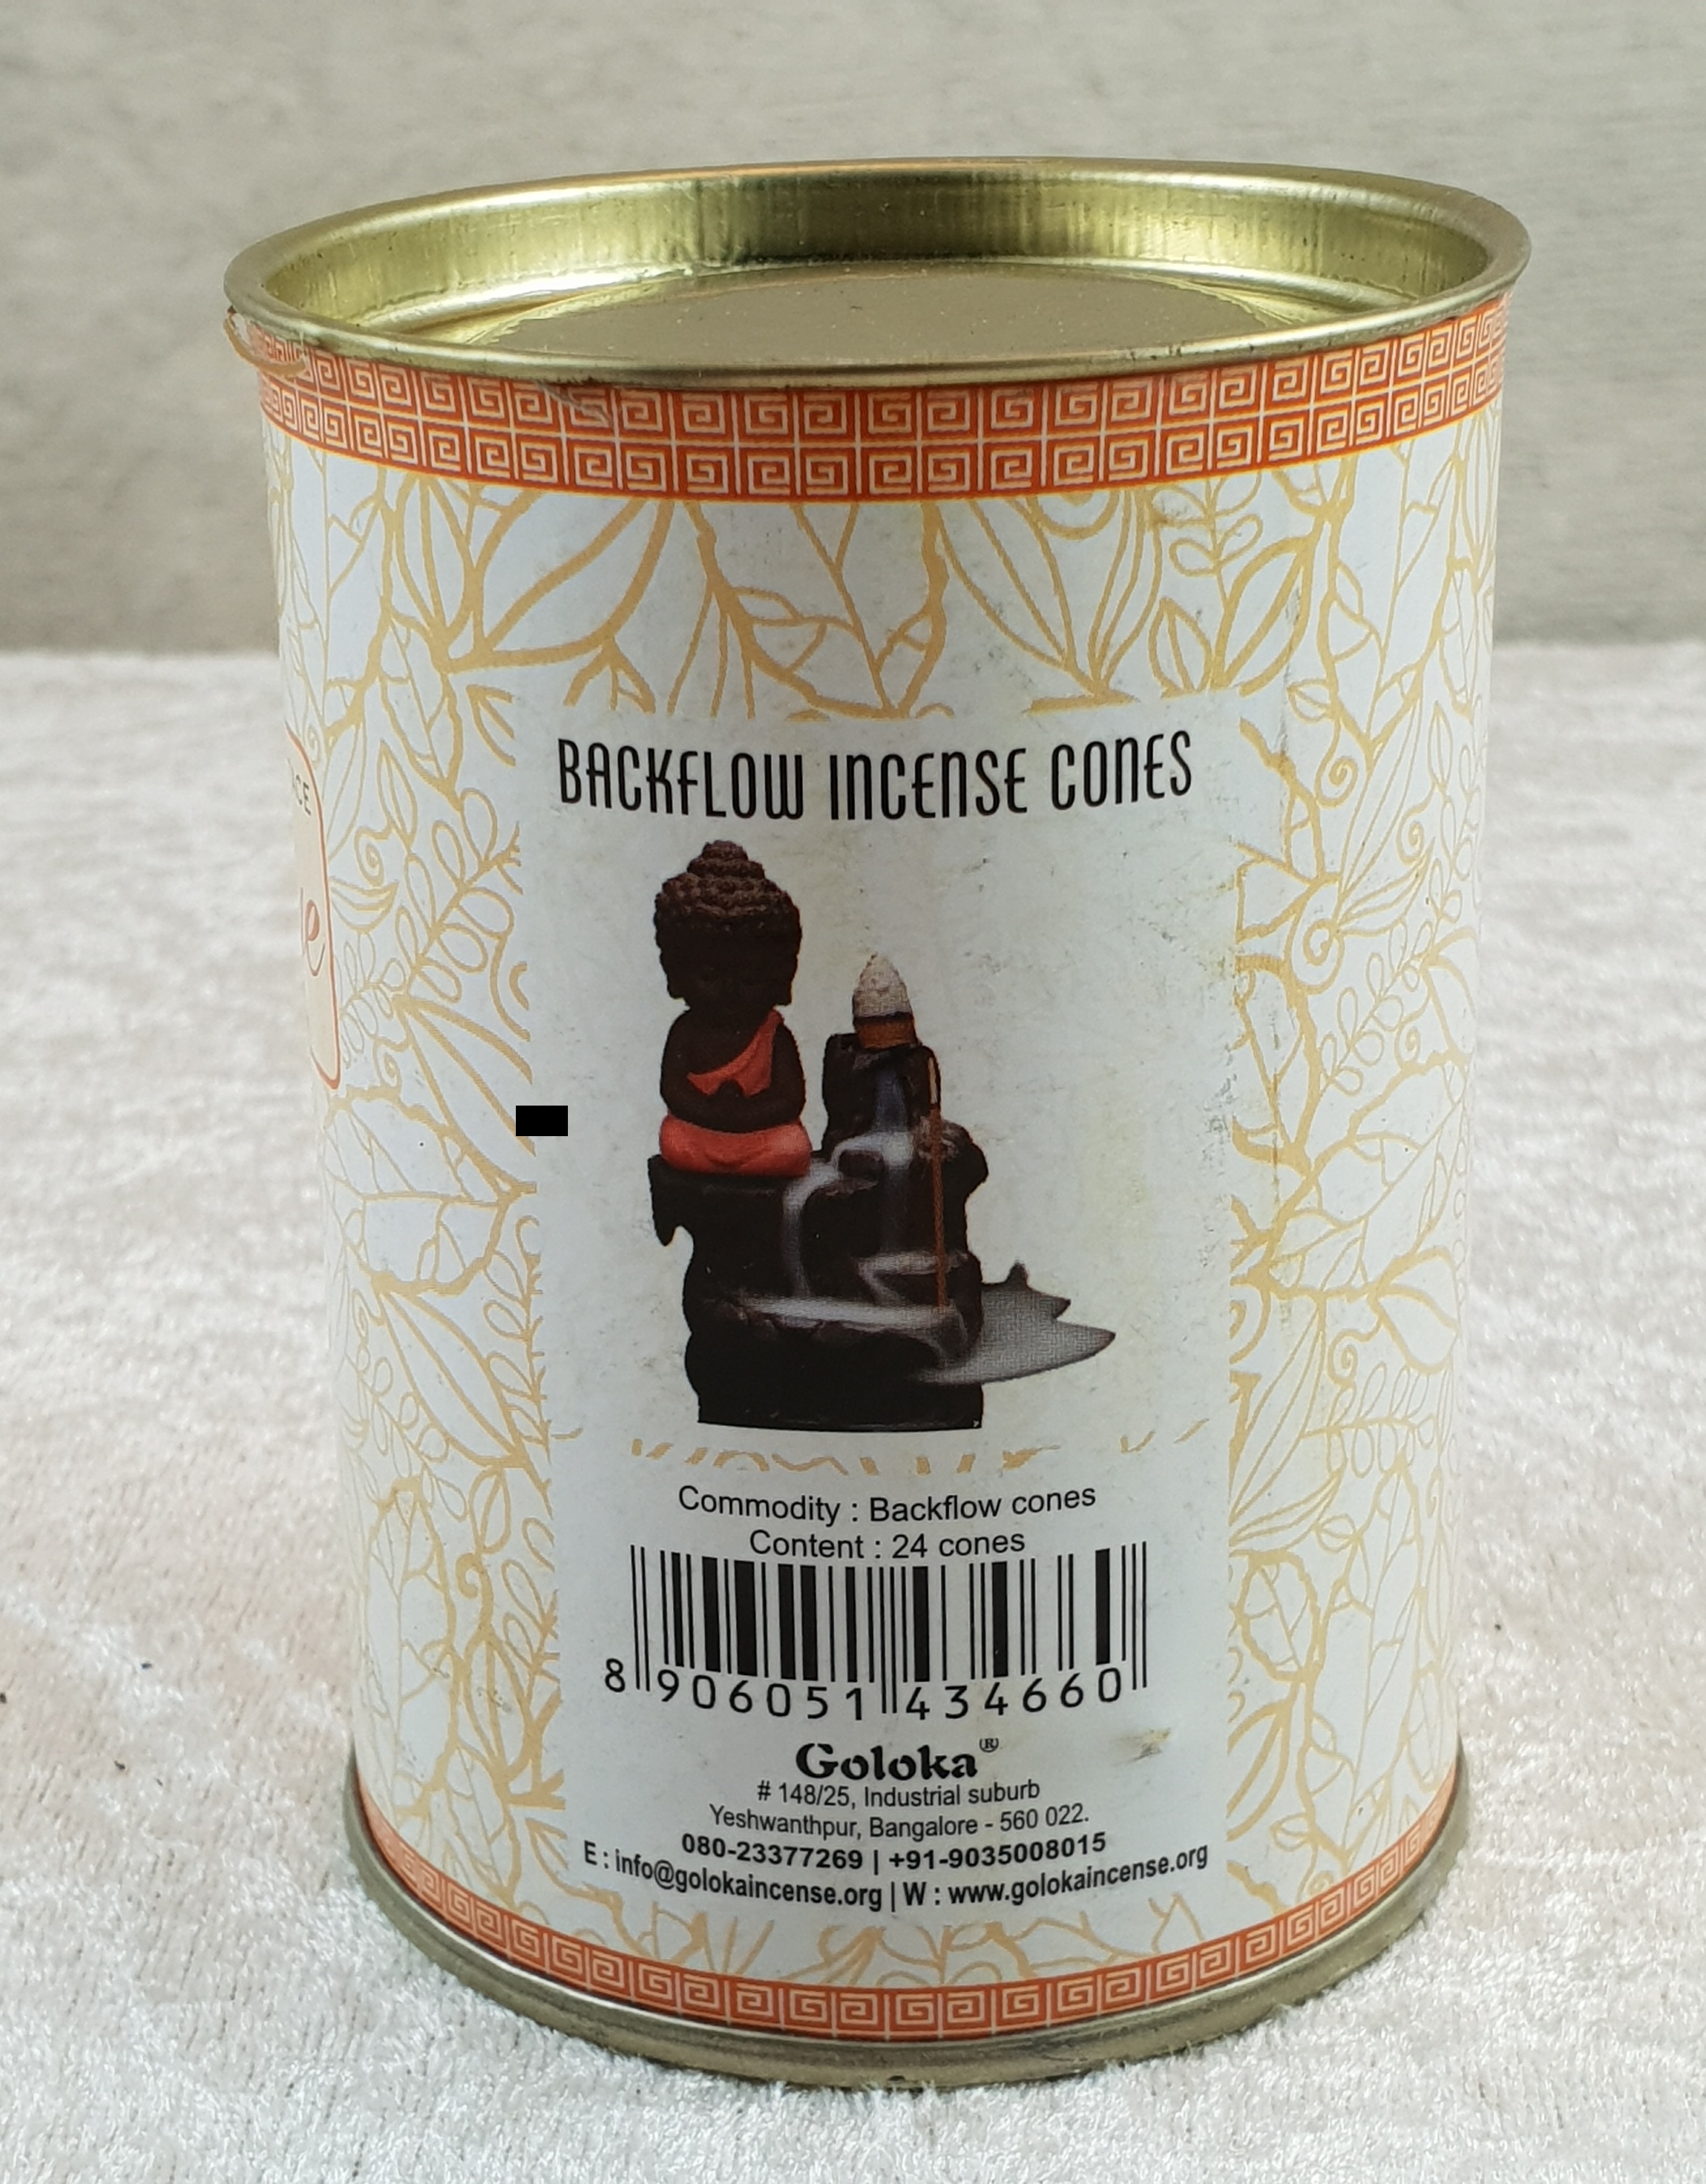 BACKFLOW INCENSE CONES
Commodity : Backflow cones
Content : 24 cones
8 906051 434660
Goloka®
# 148/25, Industrial suburb
Yeshwanthpur, Bangalore - 560 022.
080-23377269 | +91-9035008015
E : info@golokaincense.org | W : www.golokaincense.org